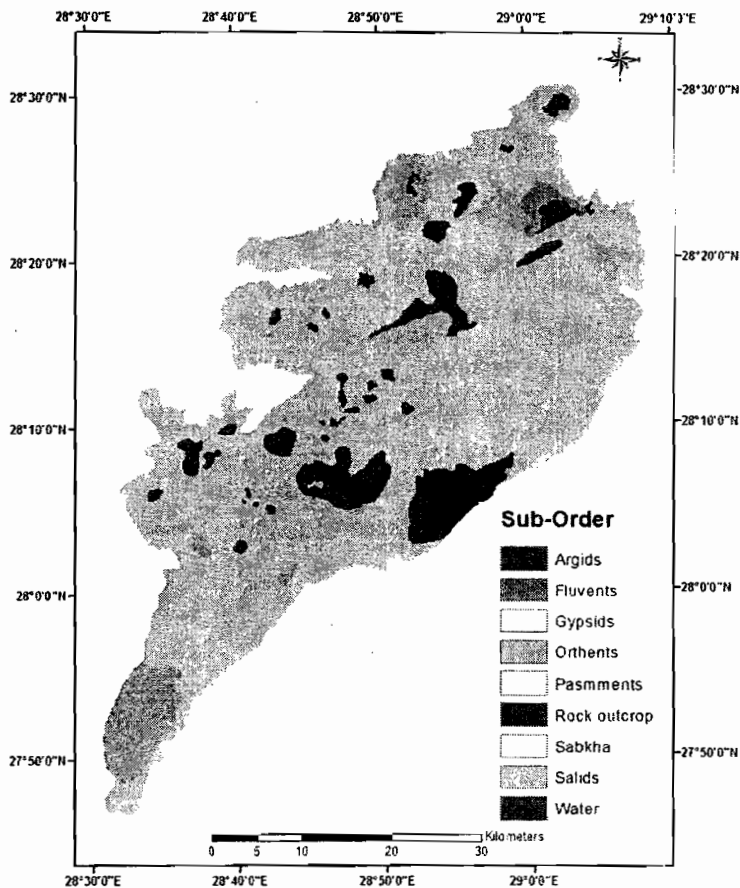 28°30'0"E 28°40'0"E 28°50'0"E 29°0'0"E 29°10'0"E
28°30'0"N 28°30'0"N
28°20'0"N 28°20'0"N
28°10'0"N 28°10'0"N
Sub-Order
Argids
Fluvents
28°0'0"N 28°0'0"N
Gypsids
Orthents
Pasmments
Rock outcrop
27°50'0"N 27°50'0"N
Sabkha
Salids
Water
Kilometers
0 5 10 20 30
28°30'0"E 28°40'0"E 28°50'0"E 29°0'0"E